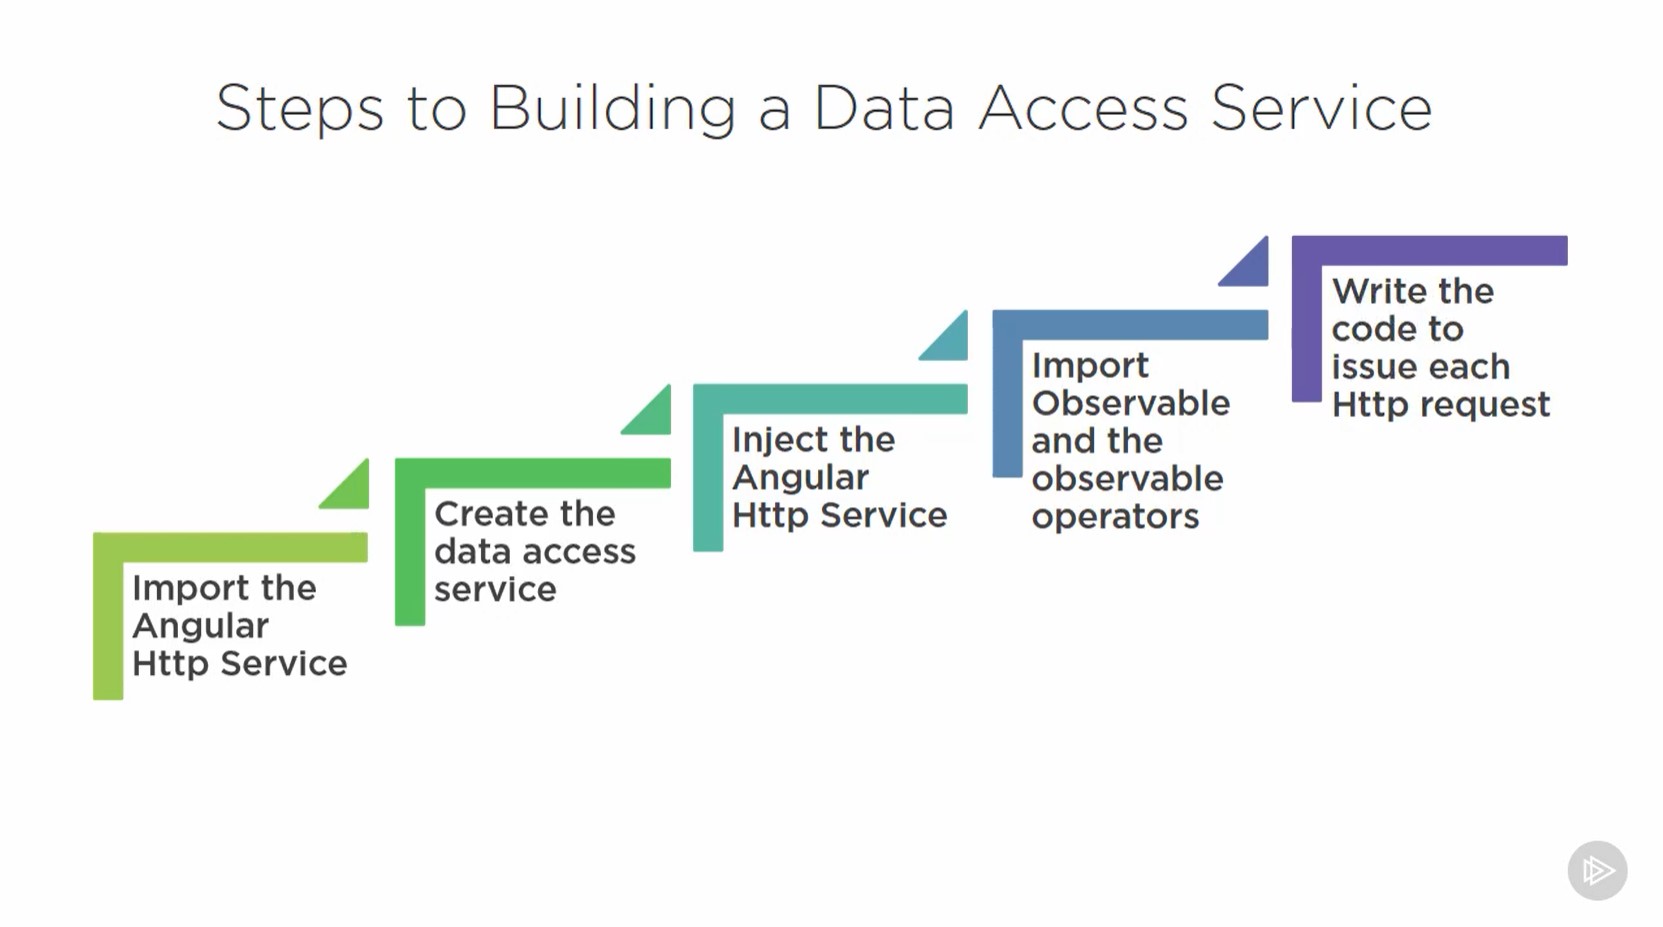 Steps to Building a Data Access Service
Import the
Angular
Http Service
Create the
data access
service
Inject the
Angular
Http Service
Import
Observable
and the
observable
operators
Write the
code to
issue each
Http request